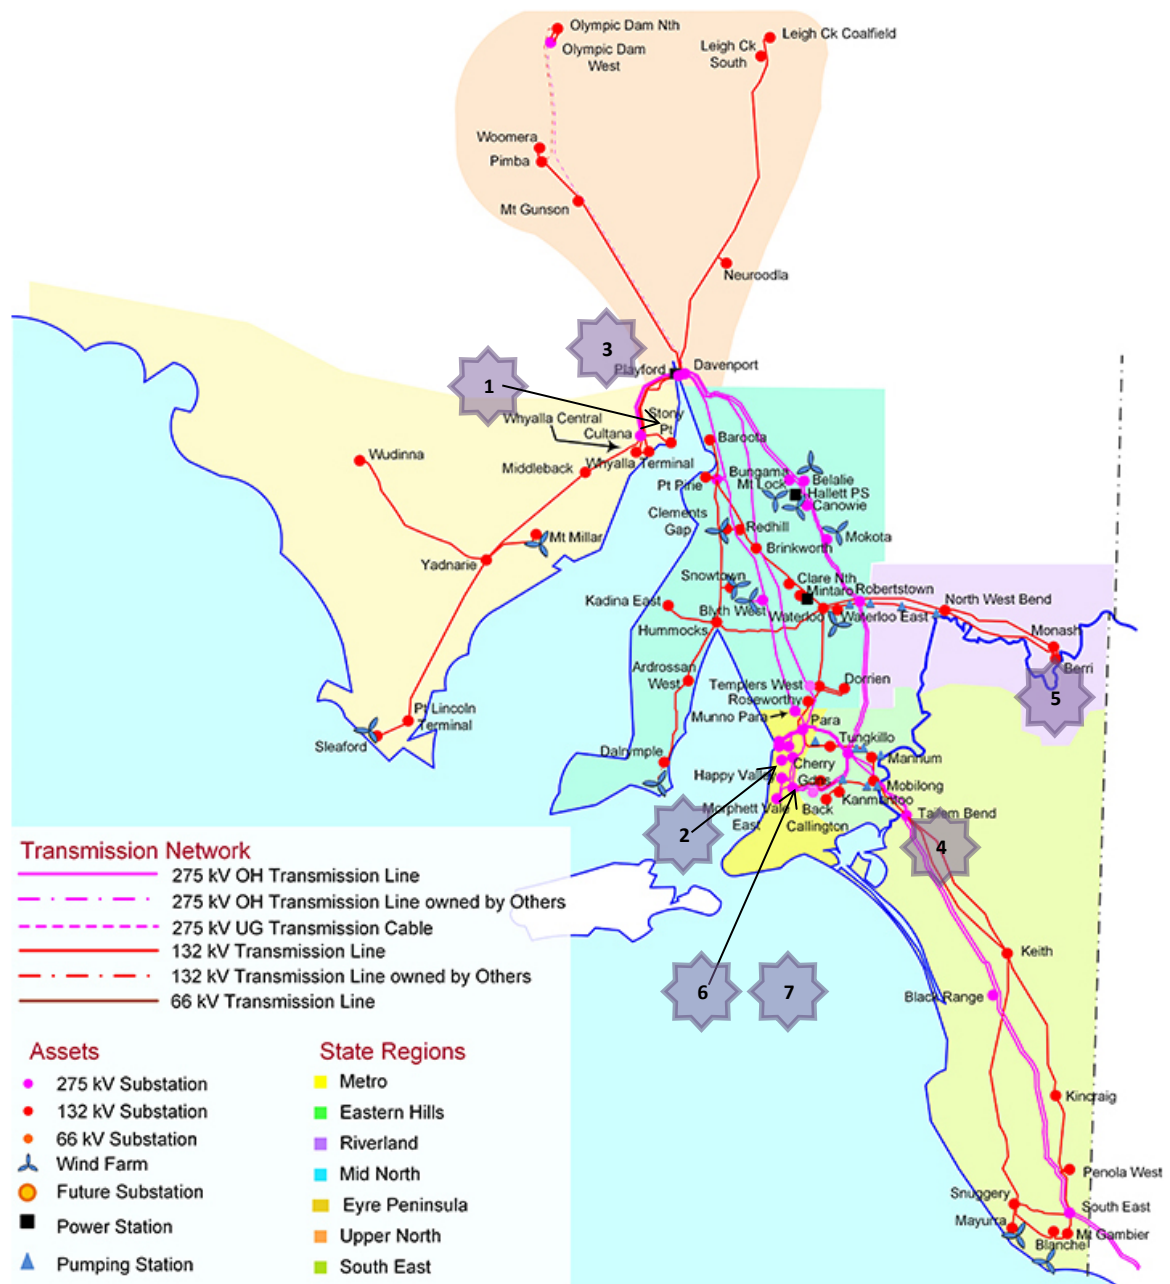 Olympic Dam Nth
Olympic Dam
West
Leigh Ck Coalfield
Leigh Ck
South
Woomera
Pimba
Mt Gunson
Neuroodla
3
Playford
Davenport
1
Whyalla Central
Stony
Pt
Cultana
Baroota
Wudinna
Middleback
Whyalla Terminal
Bungama
Belalie
Pt Pirie
Mt Lock
Hallett PS
Canowie
Clements
Gap
Redhill
Mokota
Mt Millar
Brinkworth
Yadnarie
Snowtown
Clare Nth
Mintaro
Robertstown
North West Bend
Kadina East
Blyth West
Waterloo
Waterloo East
Hummocks
Monash
Berri
Ardrossan
West
Templers West
Dorrien
Roseworthy
5
Pt Lincoln
Terminal
Munno Para
Para
Sleaford
Tungkillo
Dalrymple
Cherry
Mannum
Happy Valley
Mobilong
Morphett Vale
East
Back
Kanmantoo
Callington
Tailem Bend
2
4
Transmission Network
275 kV OH Transmission Line
275 kV OH Transmission Line owned by Others
275 kV UG Transmission Cable
132 kV Transmission Line
132 kV Transmission Line owned by Others
66 kV Transmission Line
Keith
6
7
Black Range
Assets
275 kV Substation
132 kV Substation
66 kV Substation
Wind Farm
Future Substation
Power Station
Pumping Station
State Regions
Metro
Eastern Hills
Riverland
Mid North
Eyre Peninsula
Upper North
South East
Kincraig
Penola West
Snuggery
South East
Mayurra
Mt Gambier
Blanche